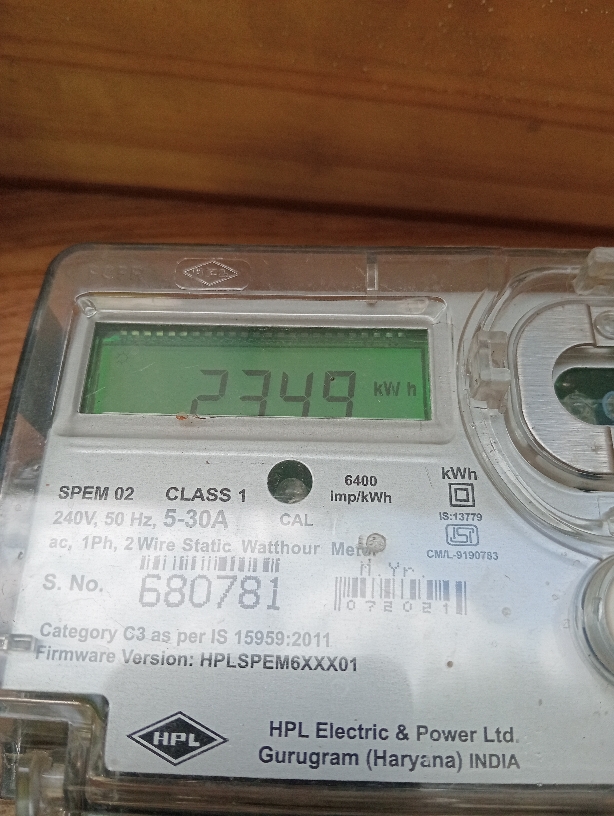 HPL
2349 kWh
SPEM 02 CLASS 1
6400
imp/kWh
kWh
240V, 50 Hz, 5-30A
CAL
IS:13779
ISI
ac, 1Ph, 2 Wire Static Watthour Meter
CM/L-9190783
M Yr.
S. No. 680781
072021
Category C3 as per IS 15959:2011
Firmware Version: HPLSPEM6XXX01
HPL
HPL Electric & Power Ltd.
Gurugram (Haryana) INDIA